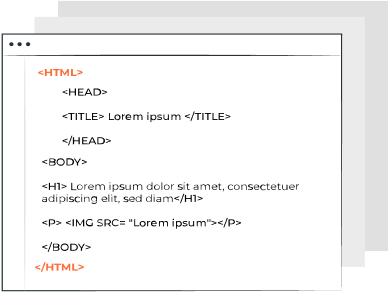 <HTML>
<HEAD>
<TITLE> Lorem ipsum </TITLE>
</HEAD>
<BODY>
<H1> Lorem ipsum dolor sit amet, consectetuer
adipiscing elit, sed diam</H1>
<P> <IMG SRC= "Lorem ipsum"></P>
</BODY>
</HTML>